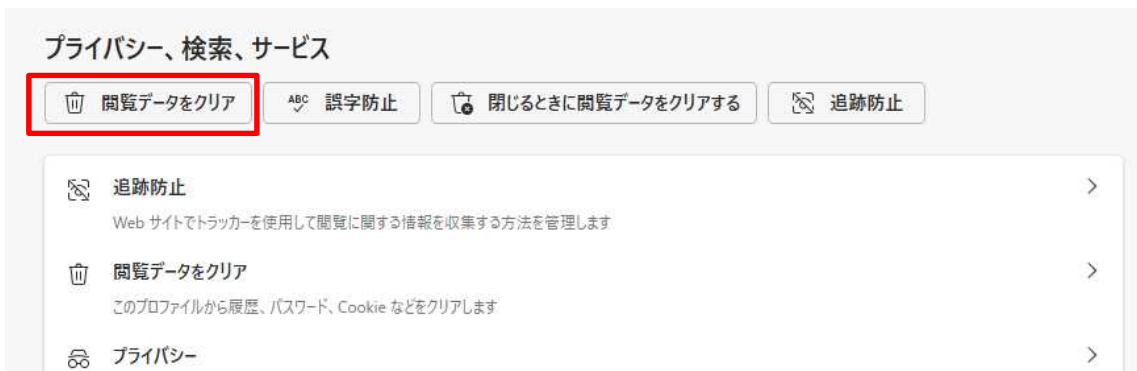 プライバシー、検索、サービス
閲覧データをクリア ABC 誤字防止 閉じるときに閲覧データをクリアする 追跡防止
追跡防止
Web サイトでトラッカーを使用して閲覧に関する情報を収集する方法を管理します
閲覧データをクリア
このプロファイルから履歴、パスワード、Cookie などをクリアします
プライバシー